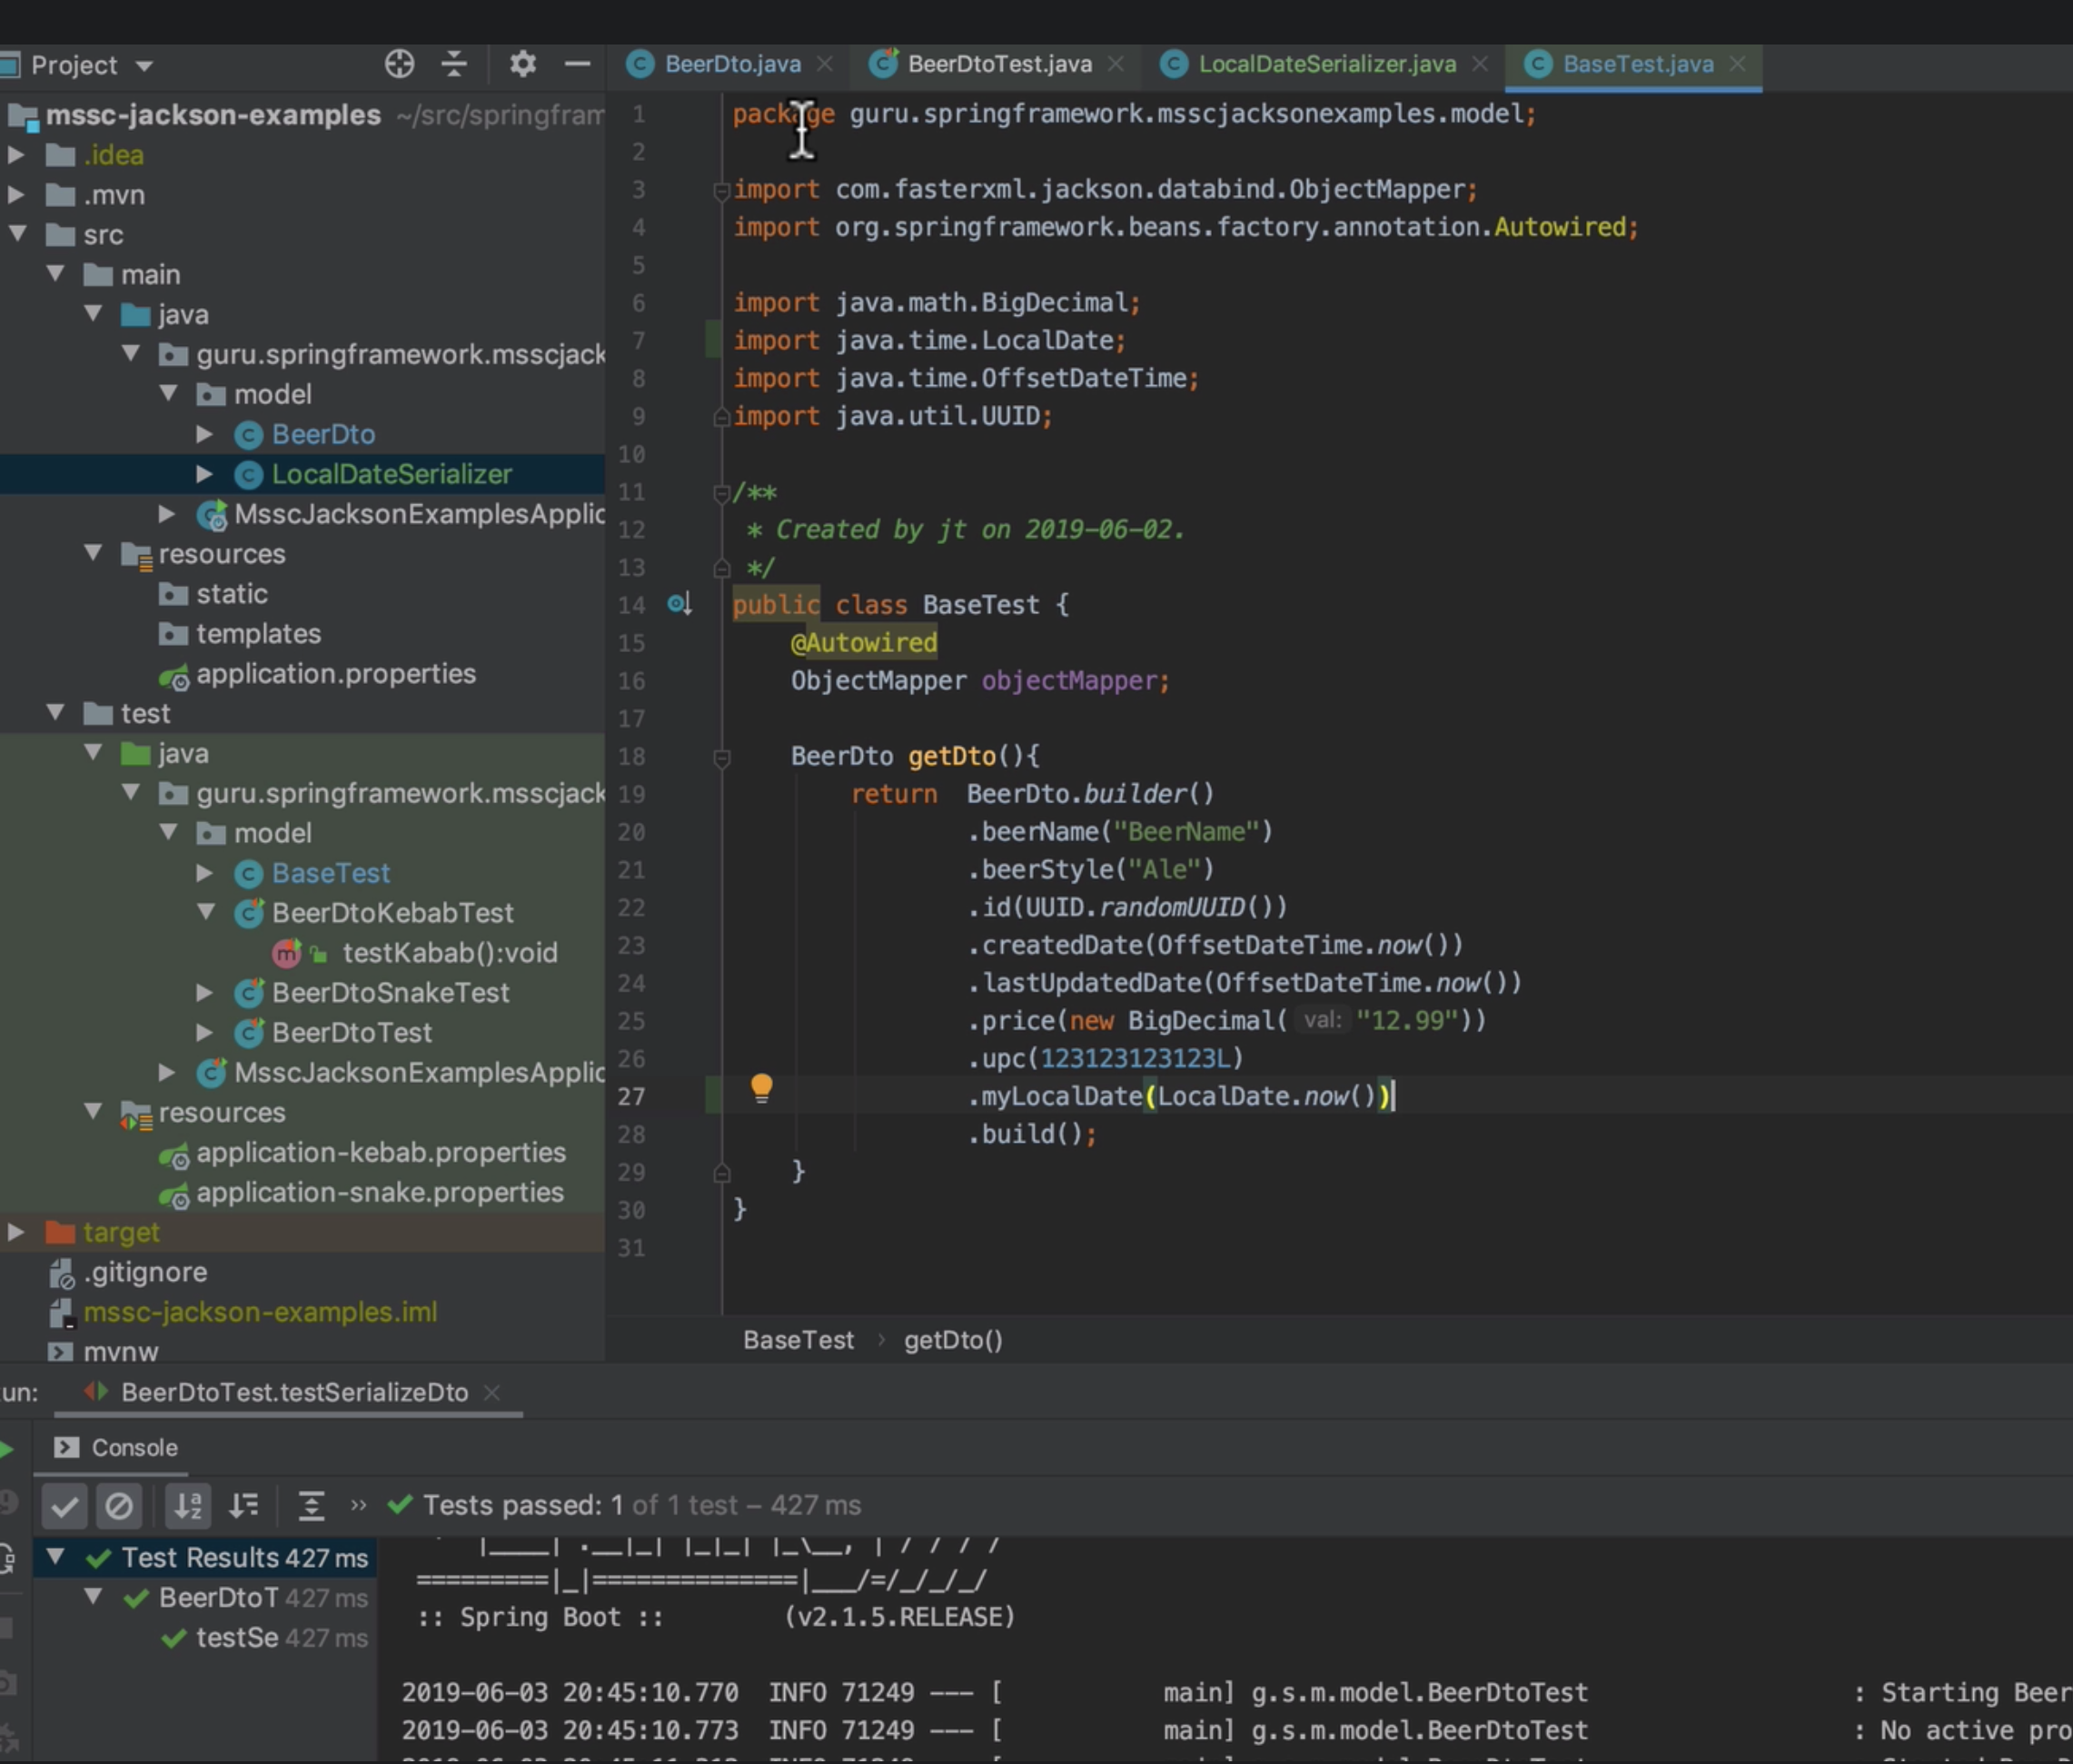 Project
mssc-jackson-examples ~/src/springfram
.idea
.mvn
src
main
java
guru.springframework.msscjack
model
BeerDto
LocalDateSerializer
MsscJacksonExamplesApplic
resources
static
templates
application.properties
test
java
guru.springframework.msscjack
model
BaseTest
BeerDtoKebabTest
testKabab():void
BeerDtoSnakeTest
BeerDtoTest
MsscJacksonExamplesApplic
resources
application-kebab.properties
application-snake.properties
target
.gitignore
mssc-jackson-examples.iml
mvnw
BeerDto.java BeerDtoTest.java LocalDateSerializer.java BaseTest.java
1 package guru.springframework.msscjacksonexamples.model;
2
3 import com.fasterxml.jackson.databind.ObjectMapper;
4 import org.springframework.beans.factory.annotation.Autowired;
5
6 import java.math.BigDecimal;
7 import java.time.LocalDate;
8 import java.time.OffsetDateTime;
9 import java.util.UUID;
10
11 /**
12 * Created by jt on 2019-06-02.
13 */
14 public class BaseTest {
15 @Autowired
16 ObjectMapper objectMapper;
17
18 BeerDto getDto(){
19 return BeerDto.builder()
20 .beerName("BeerName")
21 .beerStyle("Ale")
22 .id(UUID.randomUUID())
23 .createdDate(OffsetDateTime.now())
24 .lastUpdatedDate(OffsetDateTime.now())
25 .price(new BigDecimal( val: "12.99"))
26 .upc(123123123123L)
27 .myLocalDate(LocalDate.now())
28 .build();
29 }
30 }
31
BaseTest › getDto()
un: BeerDtoTest.testSerializeDto
Console
» Tests passed: 1 of 1 test – 427 ms
Test Results 427 ms
BeerDtoT 427 ms
testSe 427 ms
=========|_|==============|___/=/_/_/_/
:: Spring Boot :: (v2.1.5.RELEASE)
2019-06-03 20:45:10.770 INFO 71249 --- [ main] g.s.m.model.BeerDtoTest : Starting Beer
2019-06-03 20:45:10.773 INFO 71249 --- [ main] g.s.m.model.BeerDtoTest : No active pro